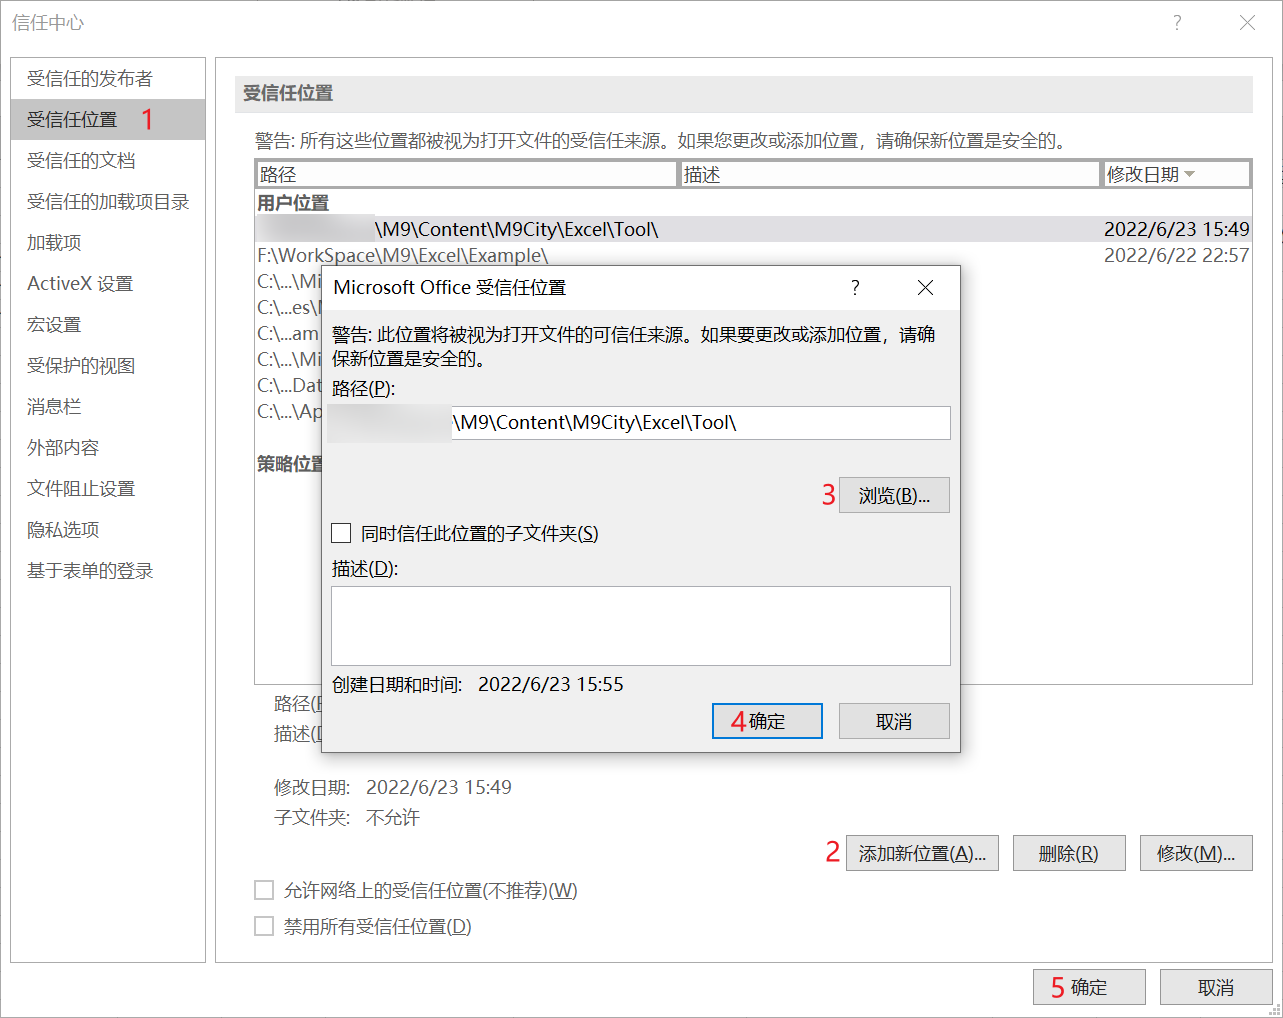 信任中心
?
受信任的发布者
受信任位置 1
受信任的文档
受信任的加载项目录
加载项
ActiveX 设置
宏设置
受保护的视图
消息栏
外部内容
文件阻止设置
隐私选项
基于表单的登录
受信任位置
警告: 所有这些位置都被视为打开文件的受信任来源。如果您更改或添加位置，请确保新位置是安全的。
路径 描述 修改日期
用户位置
\M9\Content\M9City\Excel\Tool\ 2022/6/23 15:49
F:\WorkSpace\M9\Excel\Example\ 2022/6/22 22:57
C:\...\Mi
C:\...es\
C:\...am
C:\...\Mi
C:\...Dat
C:\...\Ap
策略位置
Microsoft Office 受信任位置 ?
警告: 此位置将被视为打开文件的可信任来源。如果要更改或添加位置，请确
保新位置是安全的。
路径(P):
\M9\Content\M9City\Excel\Tool\
3 浏览(B)...
同时信任此位置的子文件夹(S)
描述(D):
创建日期和时间: 2022/6/23 15:55
4 确定 取消
路径(
描述(
修改日期: 2022/6/23 15:49
子文件夹: 不允许
2 添加新位置(A)... 删除(R) 修改(M)...
允许网络上的受信任位置(不推荐)(W)
禁用所有受信任位置(D)
5 确定 取消